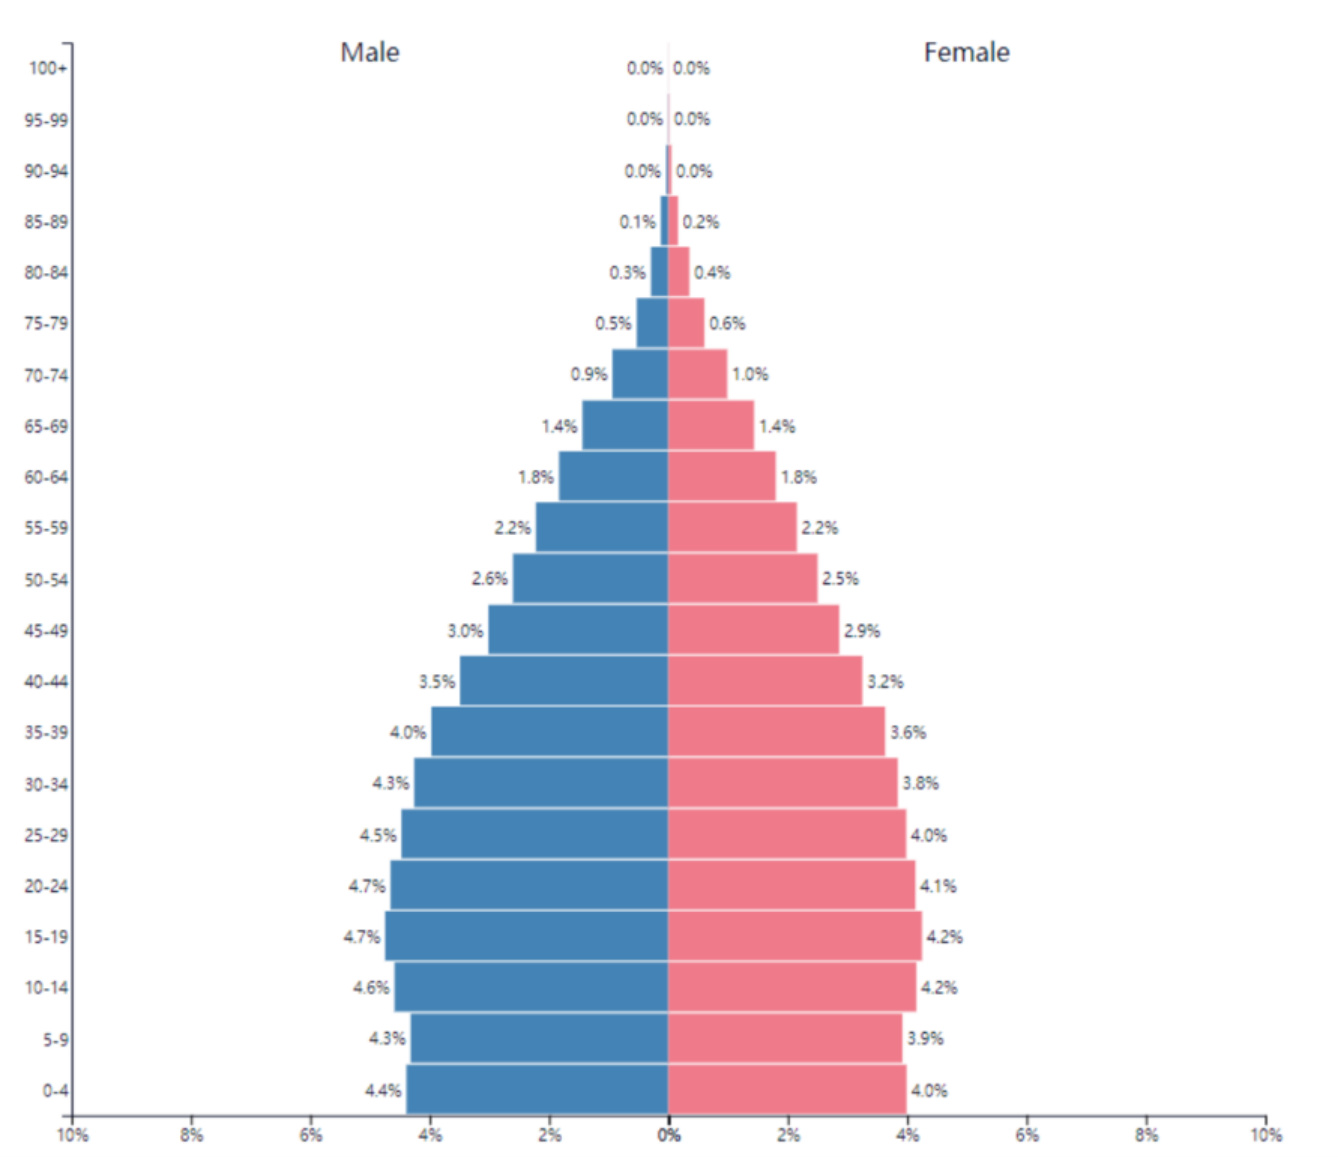 Male Female
100+ 0.0% 0.0%
95-99 0.0% 0.0%
90-94 0.0% 0.0%
85-89 0.1% 0.2%
80-84 0.3% 0.4%
75-79 0.5% 0.6%
70-74 0.9% 1.0%
65-69 1.4% 1.4%
60-64 1.8% 1.8%
55-59 2.2% 2.2%
50-54 2.6% 2.5%
45-49 3.0% 2.9%
40-44 3.5% 3.2%
35-39 4.0% 3.6%
30-34 4.3% 3.8%
25-29 4.5% 4.0%
20-24 4.7% 4.1%
15-19 4.7% 4.2%
10-14 4.6% 4.2%
5-9 4.3% 3.9%
0-4 4.4% 4.0%
10% 8% 6% 4% 2% 0% 2% 4% 6% 8% 10%